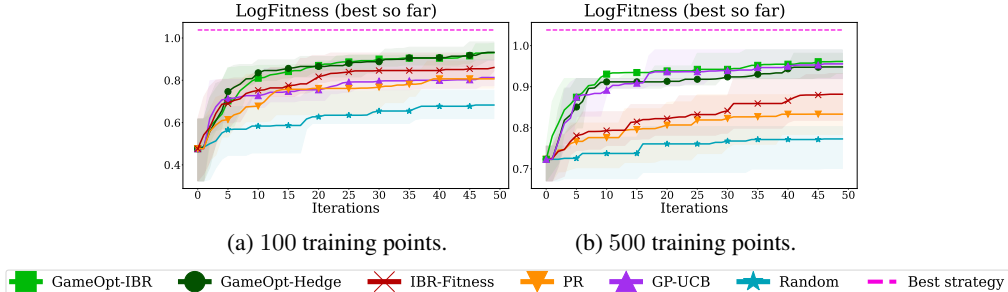 LogFitness (best so far)
1.0
0.8
0.6
0.4
0 5 10 15 20 25 30 35 40 45 50
Iterations
(a) 100 training points.
LogFitness (best so far)
1.0
0.9
0.8
0.7
0 5 10 15 20 25 30 35 40 45 50
Iterations
(b) 500 training points.
GameOpt-IBR GameOpt-Hedge IBR-Fitness PR GP-UCB Random Best strategy